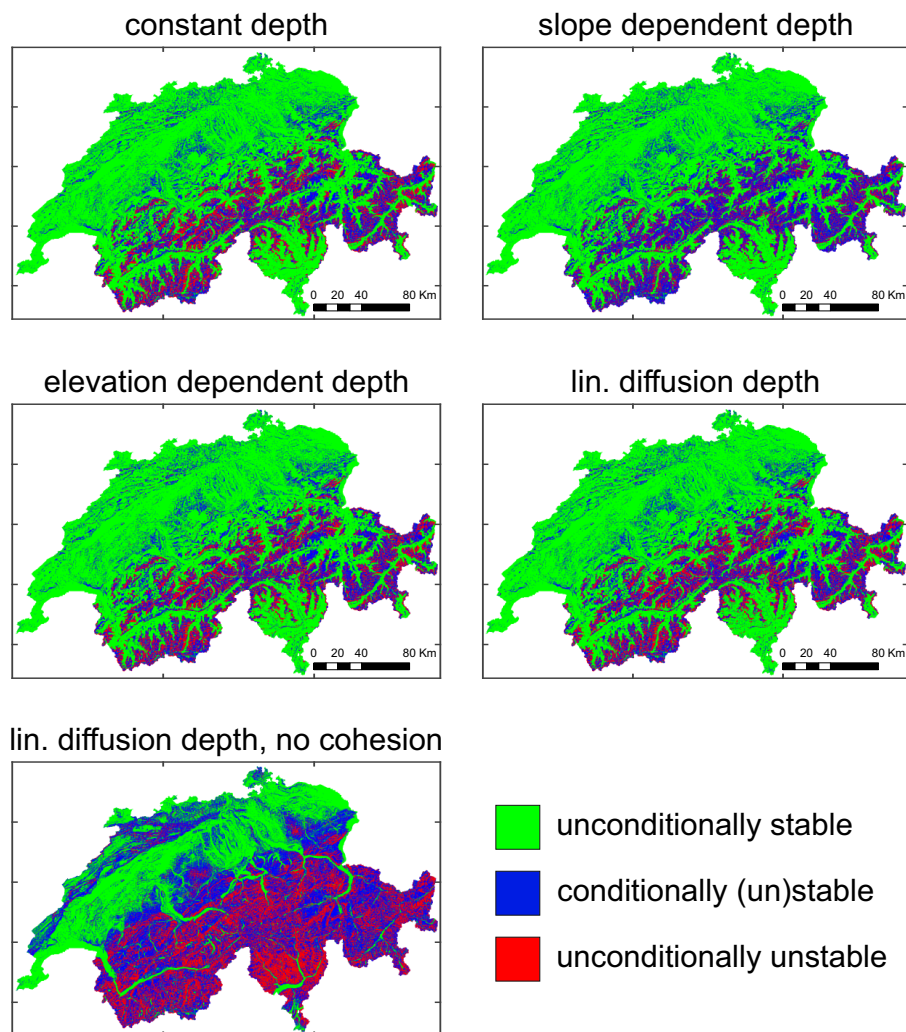 constant depth
slope dependent depth
0 20 40 80 Km
0 20 40 80 Km
elevation dependent depth
lin. diffusion depth
0 20 40 80 Km
0 20 40 80 Km
lin. diffusion depth, no cohesion
unconditionally stable
conditionally (un)stable
unconditionally unstable